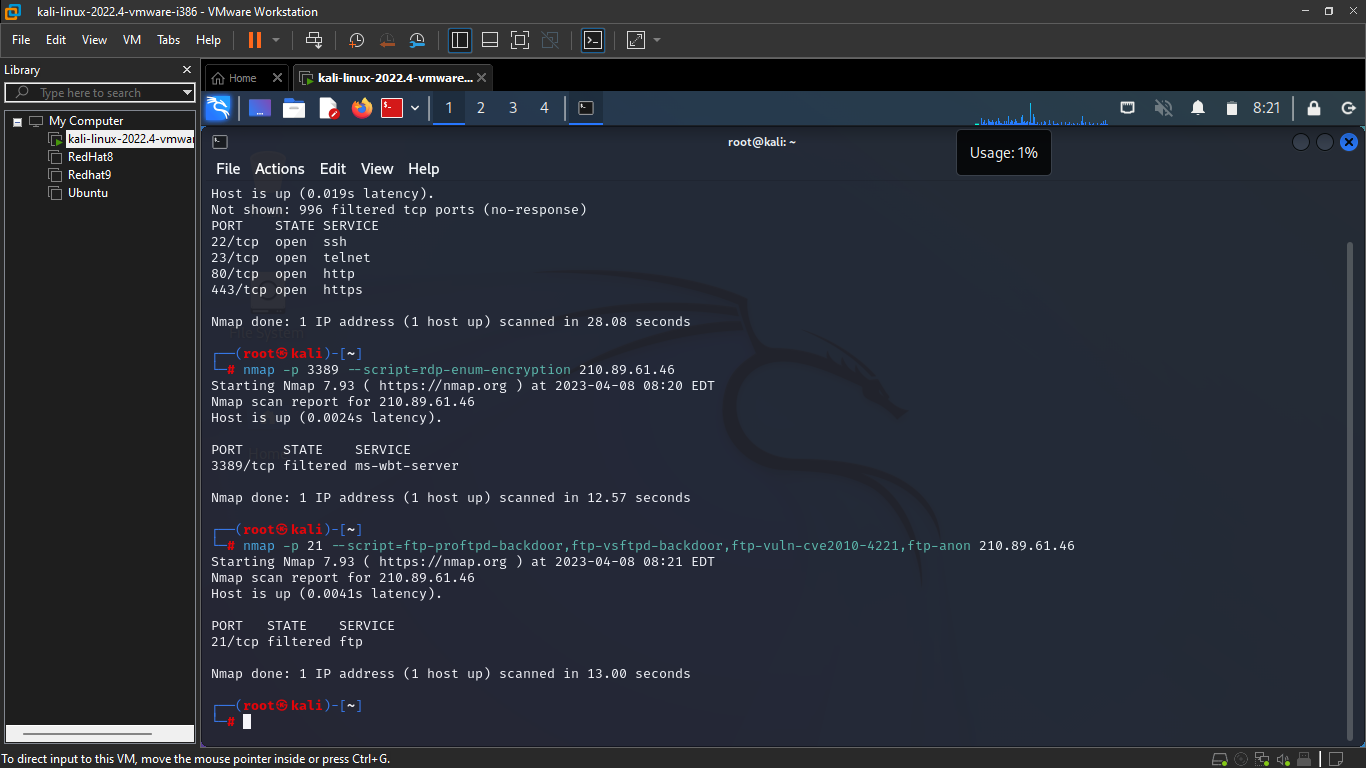 kali-linux-2022.4-vmware-i386 - VMware Workstation
File Edit View VM Tabs Help
Library
Type here to search
My Computer
kali-linux-2022.4-vmwar
RedHat8
Redhat9
Ubuntu
Home
kali-linux-2022.4-vmware...
1 2 3 4
8:21
root@kali: ~
Usage: 1%
File Actions Edit View Help
Host is up (0.019s latency).
Not shown: 996 filtered tcp ports (no-response)
PORT    STATE SERVICE
22/tcp  open  ssh
23/tcp  open  telnet
80/tcp  open  http
443/tcp open  https
Nmap done: 1 IP address (1 host up) scanned in 28.08 seconds
┌──(root㉿kali)-[~]
└─# nmap -p 3389 --script=rdp-enum-encryption 210.89.61.46
Starting Nmap 7.93 ( https://nmap.org ) at 2023-04-08 08:20 EDT
Nmap scan report for 210.89.61.46
Host is up (0.0024s latency).
PORT     STATE    SERVICE
3389/tcp filtered ms-wbt-server
Nmap done: 1 IP address (1 host up) scanned in 12.57 seconds
┌──(root㉿kali)-[~]
└─# nmap -p 21 --script=ftp-proftpd-backdoor,ftp-vsftpd-backdoor,ftp-vuln-cve2010-4221,ftp-anon 210.89.61.46
Starting Nmap 7.93 ( https://nmap.org ) at 2023-04-08 08:21 EDT
Nmap scan report for 210.89.61.46
Host is up (0.0041s latency).
PORT   STATE    SERVICE
21/tcp filtered ftp
Nmap done: 1 IP address (1 host up) scanned in 13.00 seconds
┌──(root㉿kali)-[~]
└─#
To direct input to this VM, move the mouse pointer inside or press Ctrl+G.